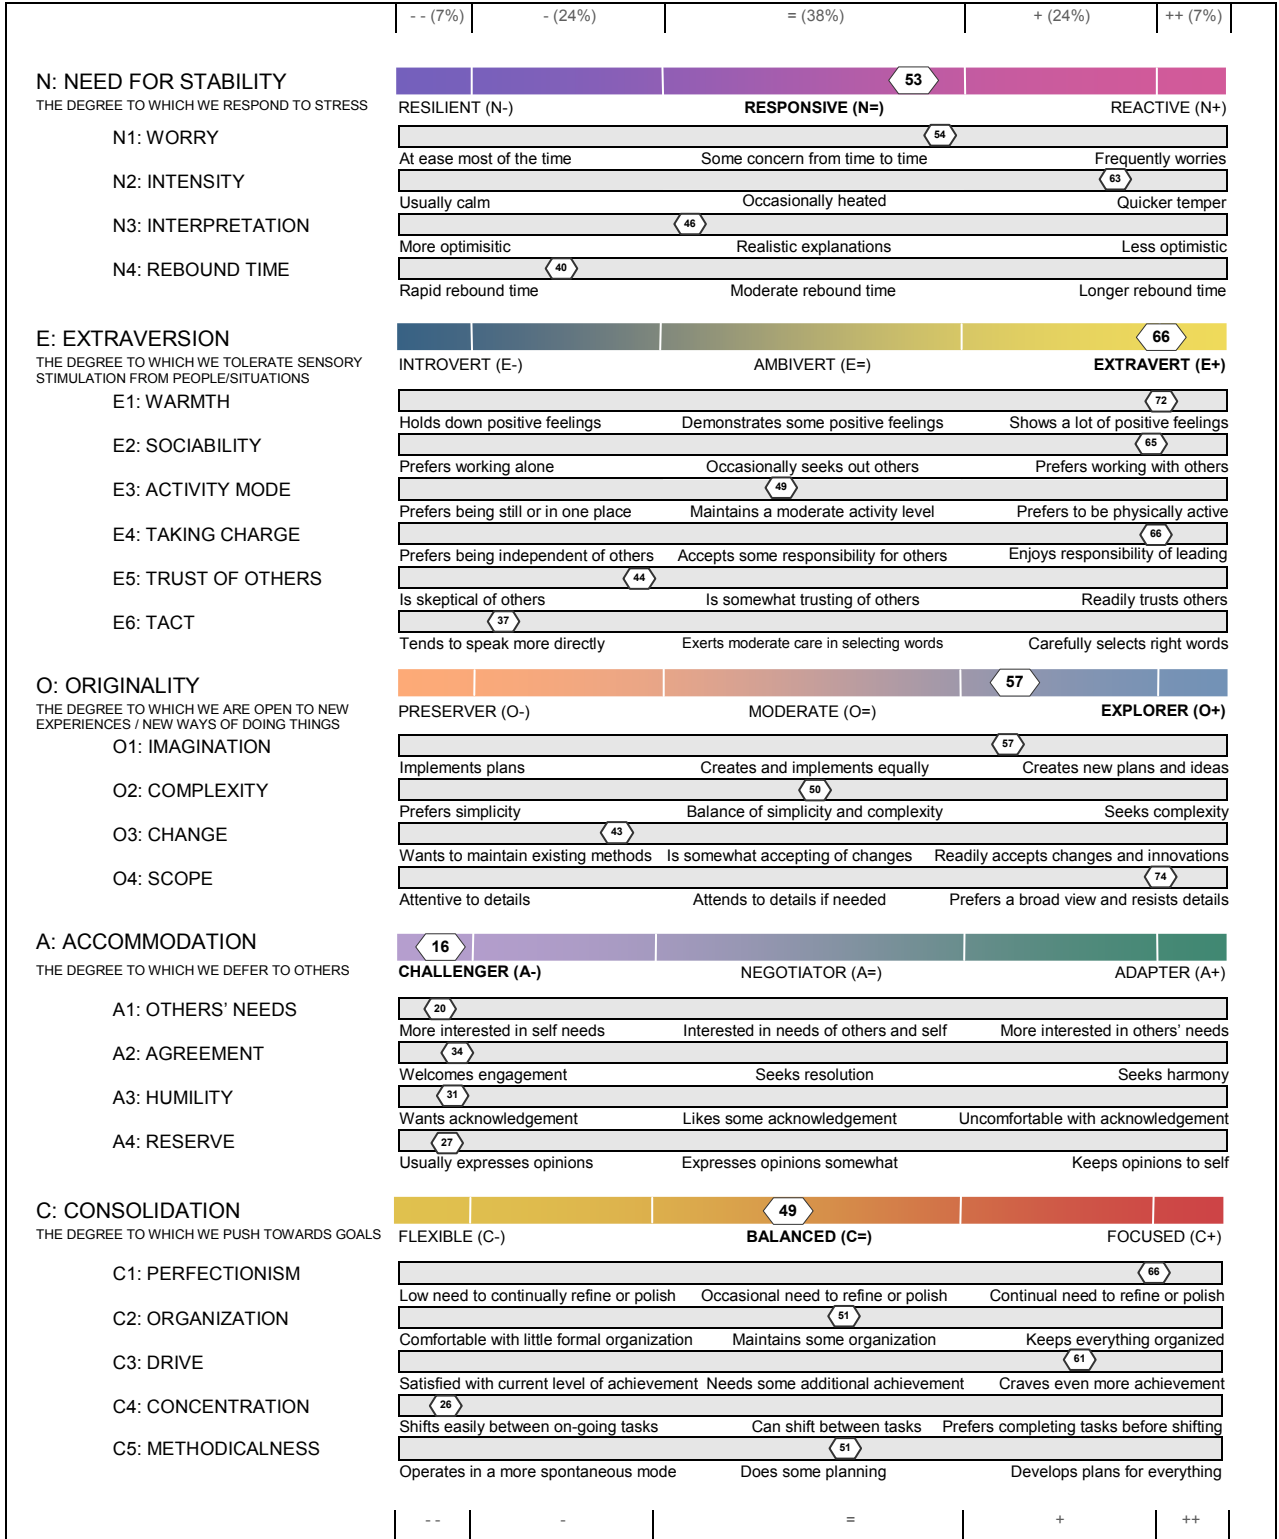 - - (7%) - (24%) = (38%) + (24%) ++ (7%)
N: NEED FOR STABILITY 53
THE DEGREE TO WHICH WE RESPOND TO STRESS RESILIENT (N-) RESPONSIVE (N=) REACTIVE (N+)
N1: WORRY 54
At ease most of the time Some concern from time to time Frequently worries
N2: INTENSITY 63
Usually calm Occasionally heated Quicker temper
N3: INTERPRETATION 46
More optimisitic Realistic explanations Less optimistic
N4: REBOUND TIME 40
Rapid rebound time Moderate rebound time Longer rebound time
E: EXTRAVERSION 66
THE DEGREE TO WHICH WE TOLERATE SENSORY
STIMULATION FROM PEOPLE/SITUATIONS
INTROVERT (E-) AMBIVERT (E=) EXTRAVERT (E+)
E1: WARMTH 72
Holds down positive feelings Demonstrates some positive feelings Shows a lot of positive feelings
E2: SOCIABILITY 65
Prefers working alone Occasionally seeks out others Prefers working with others
E3: ACTIVITY MODE 49
Prefers being still or in one place Maintains a moderate activity level Prefers to be physically active
E4: TAKING CHARGE 66
Prefers being independent of others Accepts some responsibility for others Enjoys responsibility of leading
E5: TRUST OF OTHERS 44
Is skeptical of others Is somewhat trusting of others Readily trusts others
E6: TACT 37
Tends to speak more directly Exerts moderate care in selecting words Carefully selects right words
O: ORIGINALITY 57
THE DEGREE TO WHICH WE ARE OPEN TO NEW
EXPERIENCES / NEW WAYS OF DOING THINGS
PRESERVER (O-) MODERATE (O=) EXPLORER (O+)
O1: IMAGINATION 57
Implements plans Creates and implements equally Creates new plans and ideas
O2: COMPLEXITY 50
Prefers simplicity Balance of simplicity and complexity Seeks complexity
O3: CHANGE 43
Wants to maintain existing methods Is somewhat accepting of changes Readily accepts changes and innovations
O4: SCOPE 74
Attentive to details Attends to details if needed Prefers a broad view and resists details
A: ACCOMMODATION 16
THE DEGREE TO WHICH WE DEFER TO OTHERS CHALLENGER (A-) NEGOTIATOR (A=) ADAPTER (A+)
A1: OTHERS' NEEDS 20
More interested in self needs Interested in needs of others and self More interested in others' needs
A2: AGREEMENT 34
Welcomes engagement Seeks resolution Seeks harmony
A3: HUMILITY 31
Wants acknowledgement Likes some acknowledgement Uncomfortable with acknowledgement
A4: RESERVE 27
Usually expresses opinions Expresses opinions somewhat Keeps opinions to self
C: CONSOLIDATION 49
THE DEGREE TO WHICH WE PUSH TOWARDS GOALS FLEXIBLE (C-) BALANCED (C=) FOCUSED (C+)
C1: PERFECTIONISM 66
Low need to continually refine or polish Occasional need to refine or polish Continual need to refine or polish
C2: ORGANIZATION 51
Comfortable with little formal organization Maintains some organization Keeps everything organized
C3: DRIVE 61
Satisfied with current level of achievement Needs some additional achievement Craves even more achievement
C4: CONCENTRATION 26
Shifts easily between on-going tasks Can shift between tasks Prefers completing tasks before shifting
C5: METHODICALNESS 51
Operates in a more spontaneous mode Does some planning Develops plans for everything
- - - = + ++